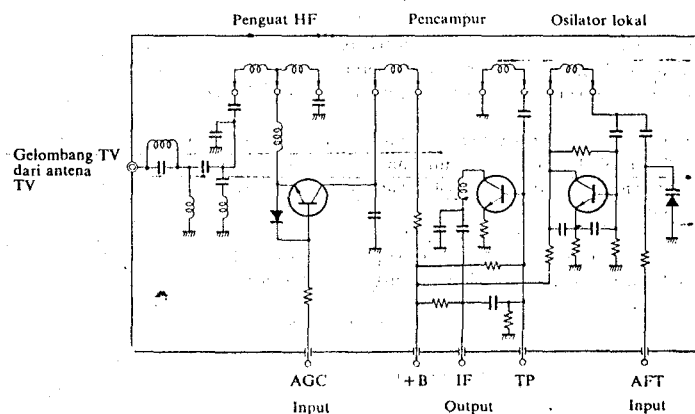 Penguat HF
Pencampur
Osilator lokal
Gelombang TV
dari antena
TV
AGC
+B
IF
TP
AFT
Input
Output
Input